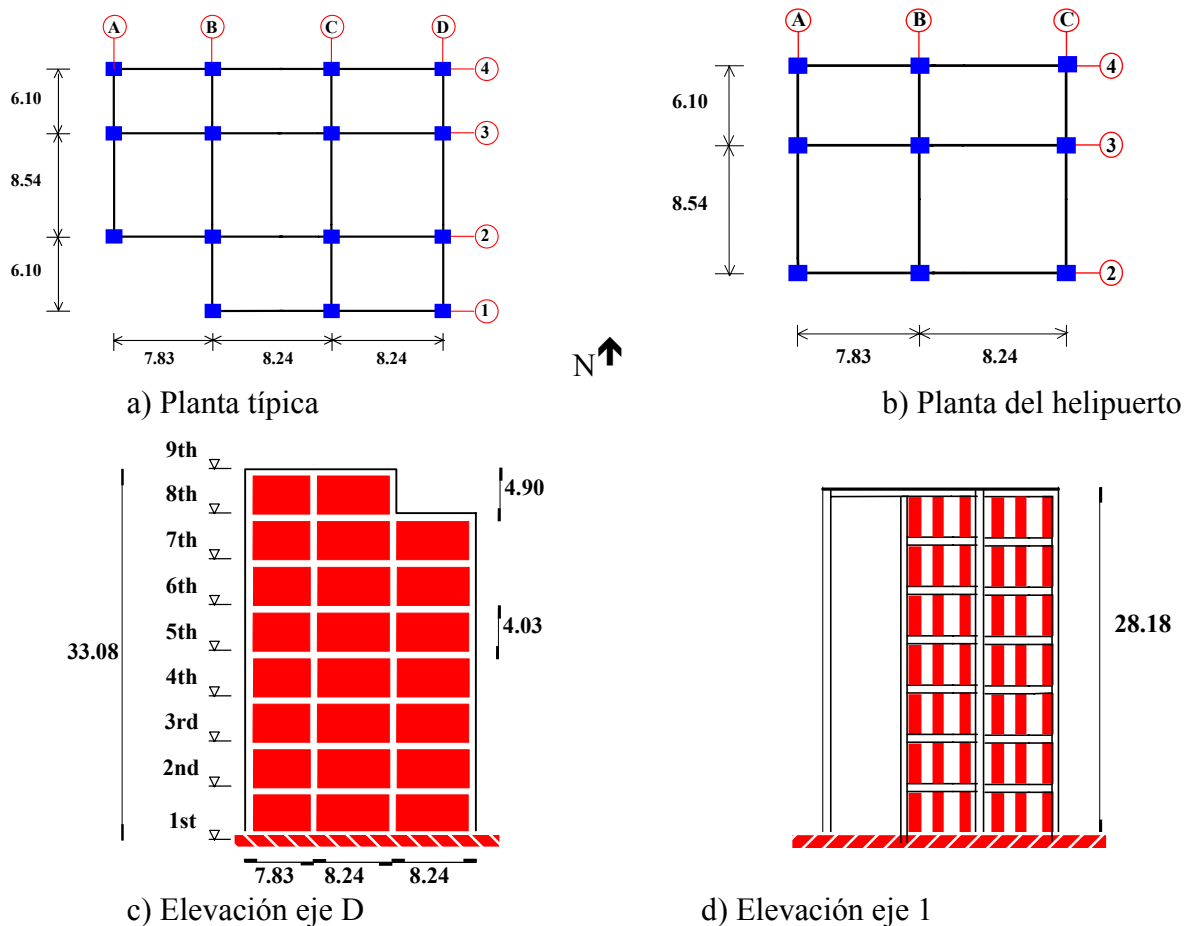 A B C D
4
6.10
3
8.54
2
6.10
1
7.83 8.24 8.24
a) Planta típica
A B C
4
6.10
3
8.54
2
7.83 8.24
N
b) Planta del helipuerto
9th
8th
7th
6th
5th
4th
3rd
2nd
1st
33.08
4.90
4.03
7.83 8.24 8.24
c) Elevación eje D
28.18
d) Elevación eje 1